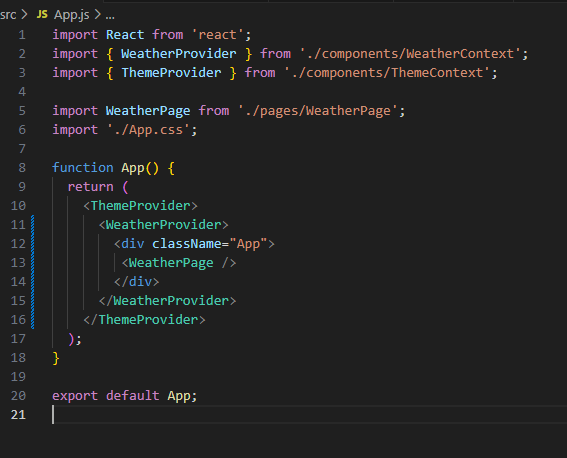 src > JS App.js > ...
1 import React from 'react';
2 import { WeatherProvider } from './components/WeatherContext';
3 import { ThemeProvider } from './components/ThemeContext';
4
5 import WeatherPage from './pages/WeatherPage';
6 import './App.css';
7
8 function App() {
9   return (
10     <ThemeProvider>
11       <WeatherProvider>
12         <div className="App">
13          <WeatherPage />
14         </div>
15       </WeatherProvider>
16     </ThemeProvider>
17   );
18 }
19
20 export default App;
21